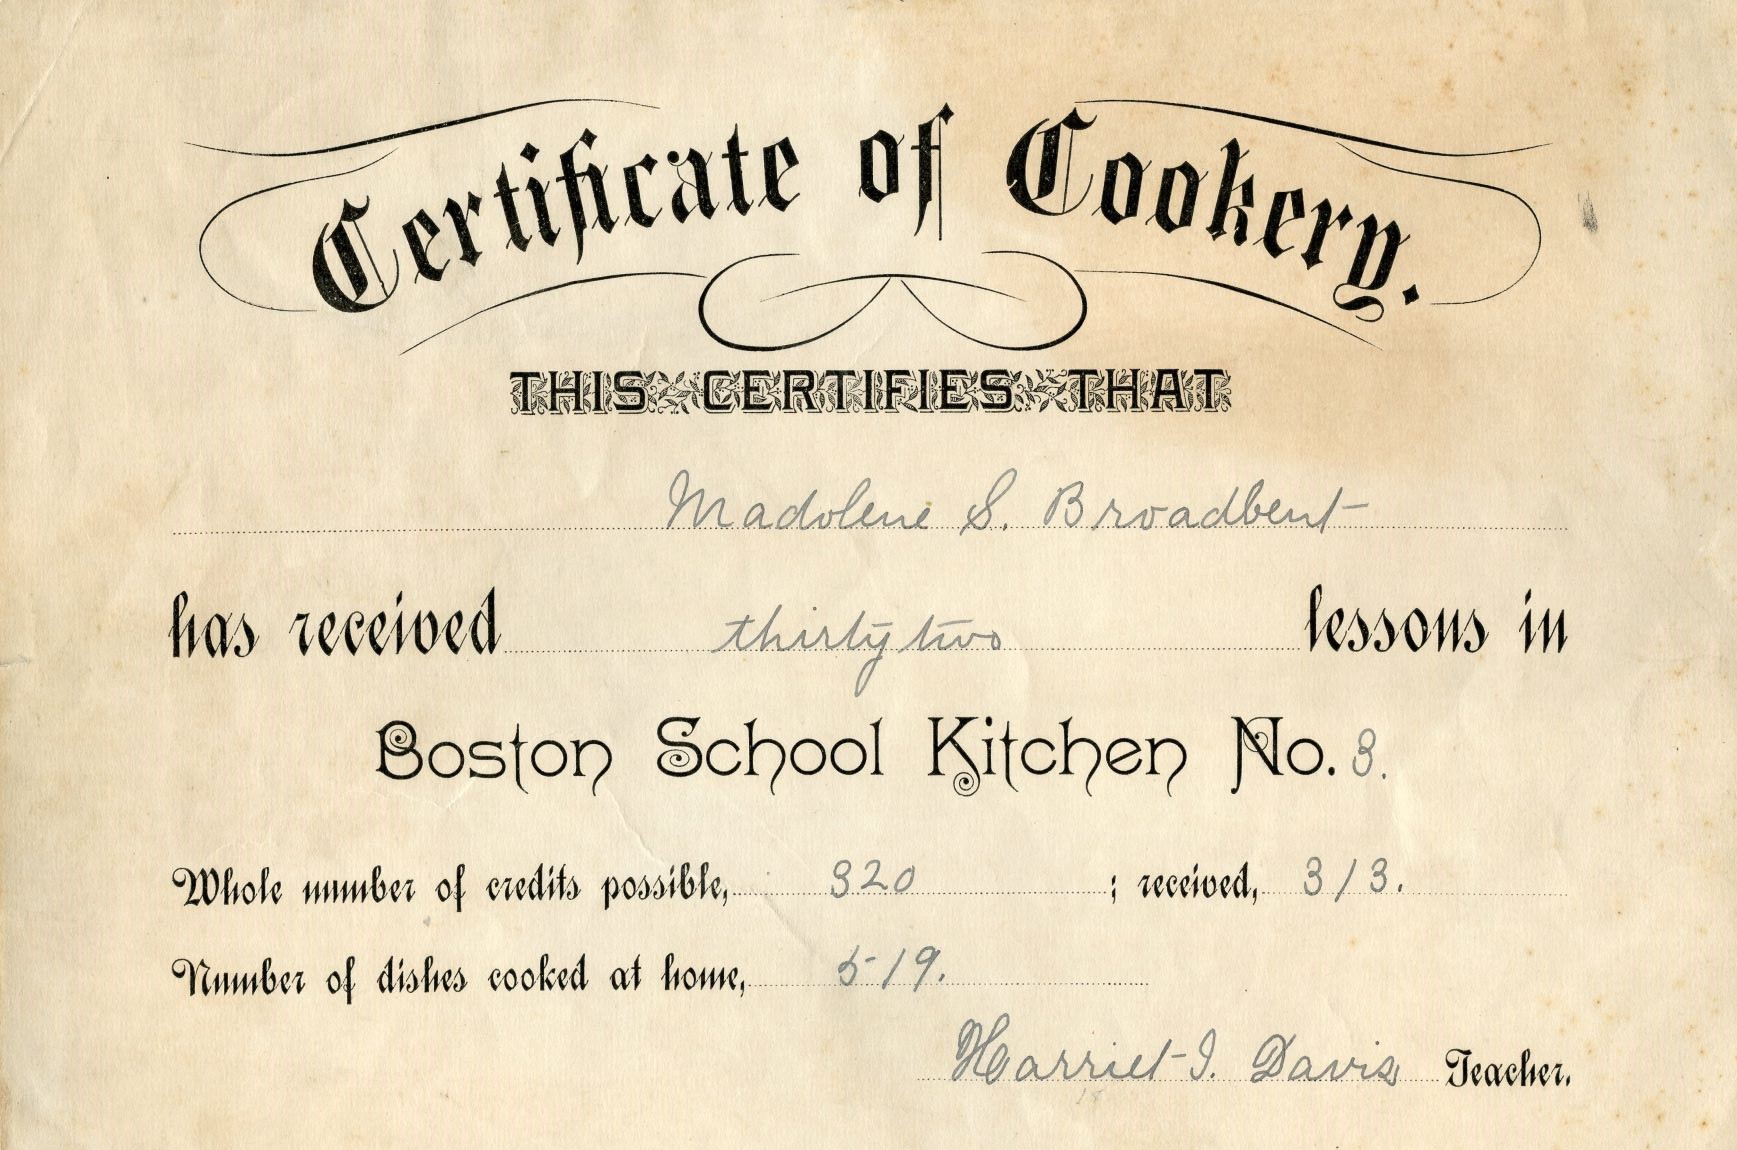 Certificate of Cookery.
THIS CERTIFIES THAT
Madolene S. Broadbent
has received thirty two lessons in
Boston School Kitchen No. 8.
Whole number of credits possible, 320 ; received, 313.
Number of dishes cooked at home, 519.
Harriet I. Davis Teacher.